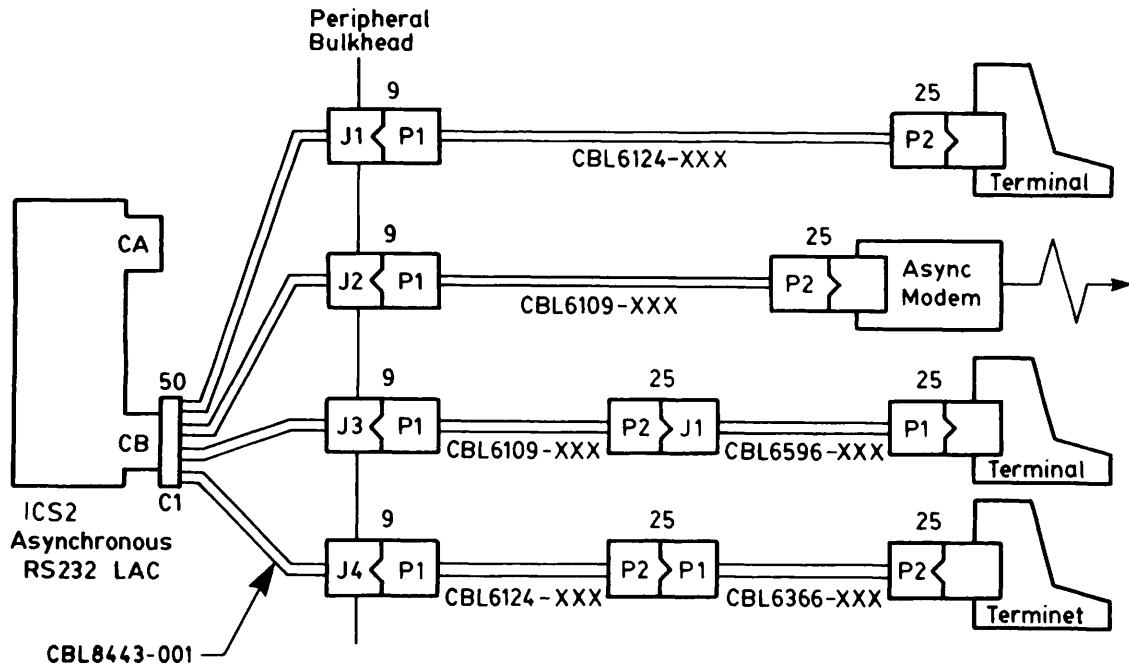 Peripheral
Bulkhead
9
25
J1
P1
P2
CBL6124-XXX
Terminal
CA
9
25
J2
P1
P2
Async
Modem
CBL6109-XXX
50
9
25
25
CB
J3
P1
P2
J1
P1
CBL6109-XXX
CBL6596-XXX
Terminal
C1
ICS2
Asynchronous
RS232 LAC
9
25
25
J4
P1
P2
P1
P2
CBL6124-XXX
CBL6366-XXX
Terminet
CBL8443-001